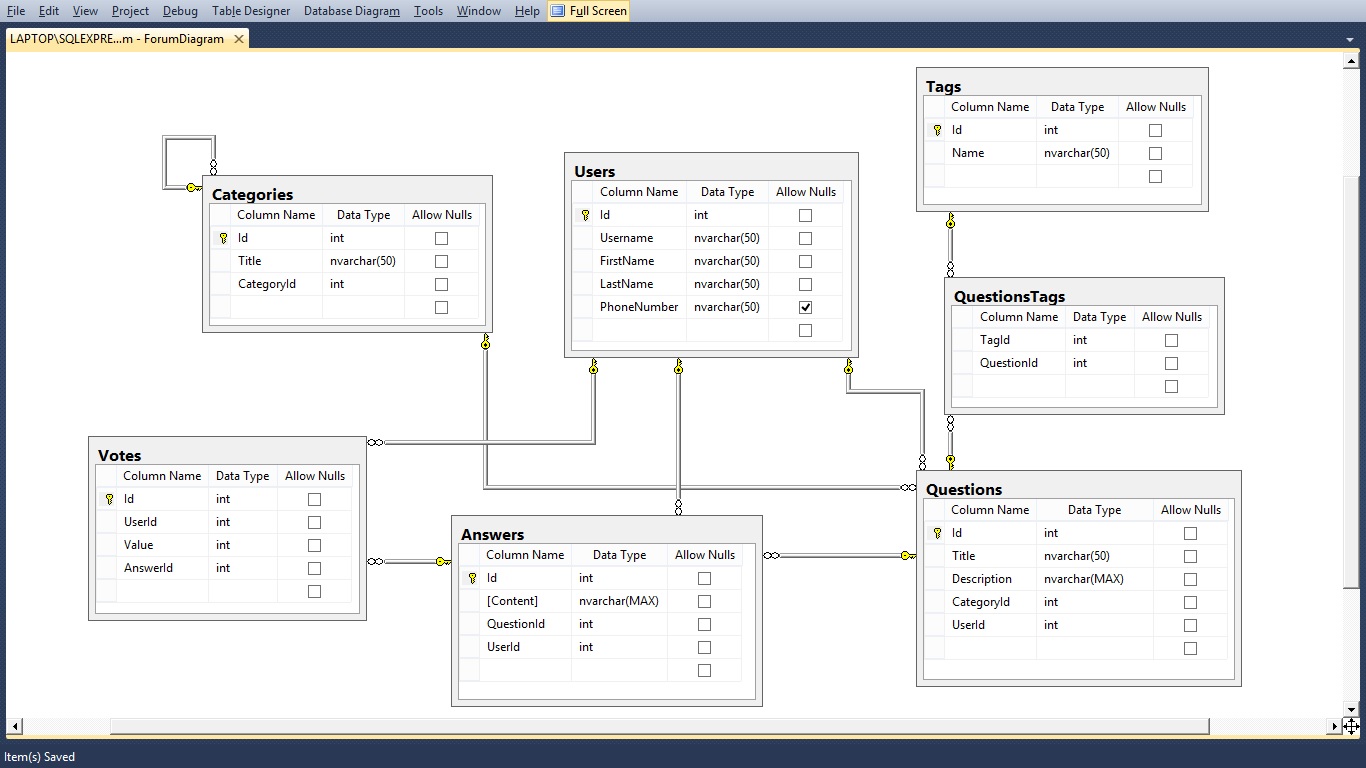 File Edit View Project Debug Table Designer Database Diagram Tools Window Help Full Screen
LAPTOP\SQLEXPRE...m - ForumDiagram
Categories
Column Name Data Type Allow Nulls
Id int
Title nvarchar(50)
CategoryId int
Users
Column Name Data Type Allow Nulls
Id int
Username nvarchar(50)
FirstName nvarchar(50)
LastName nvarchar(50)
PhoneNumber nvarchar(50)
Tags
Column Name Data Type Allow Nulls
Id int
Name nvarchar(50)
QuestionsTags
Column Name Data Type Allow Nulls
TagId int
QuestionId int
Votes
Column Name Data Type Allow Nulls
Id int
UserId int
Value int
AnswerId int
Answers
Column Name Data Type Allow Nulls
Id int
[Content] nvarchar(MAX)
QuestionId int
UserId int
Questions
Column Name Data Type Allow Nulls
Id int
Title nvarchar(50)
Description nvarchar(MAX)
CategoryId int
UserId int
Item(s) Saved